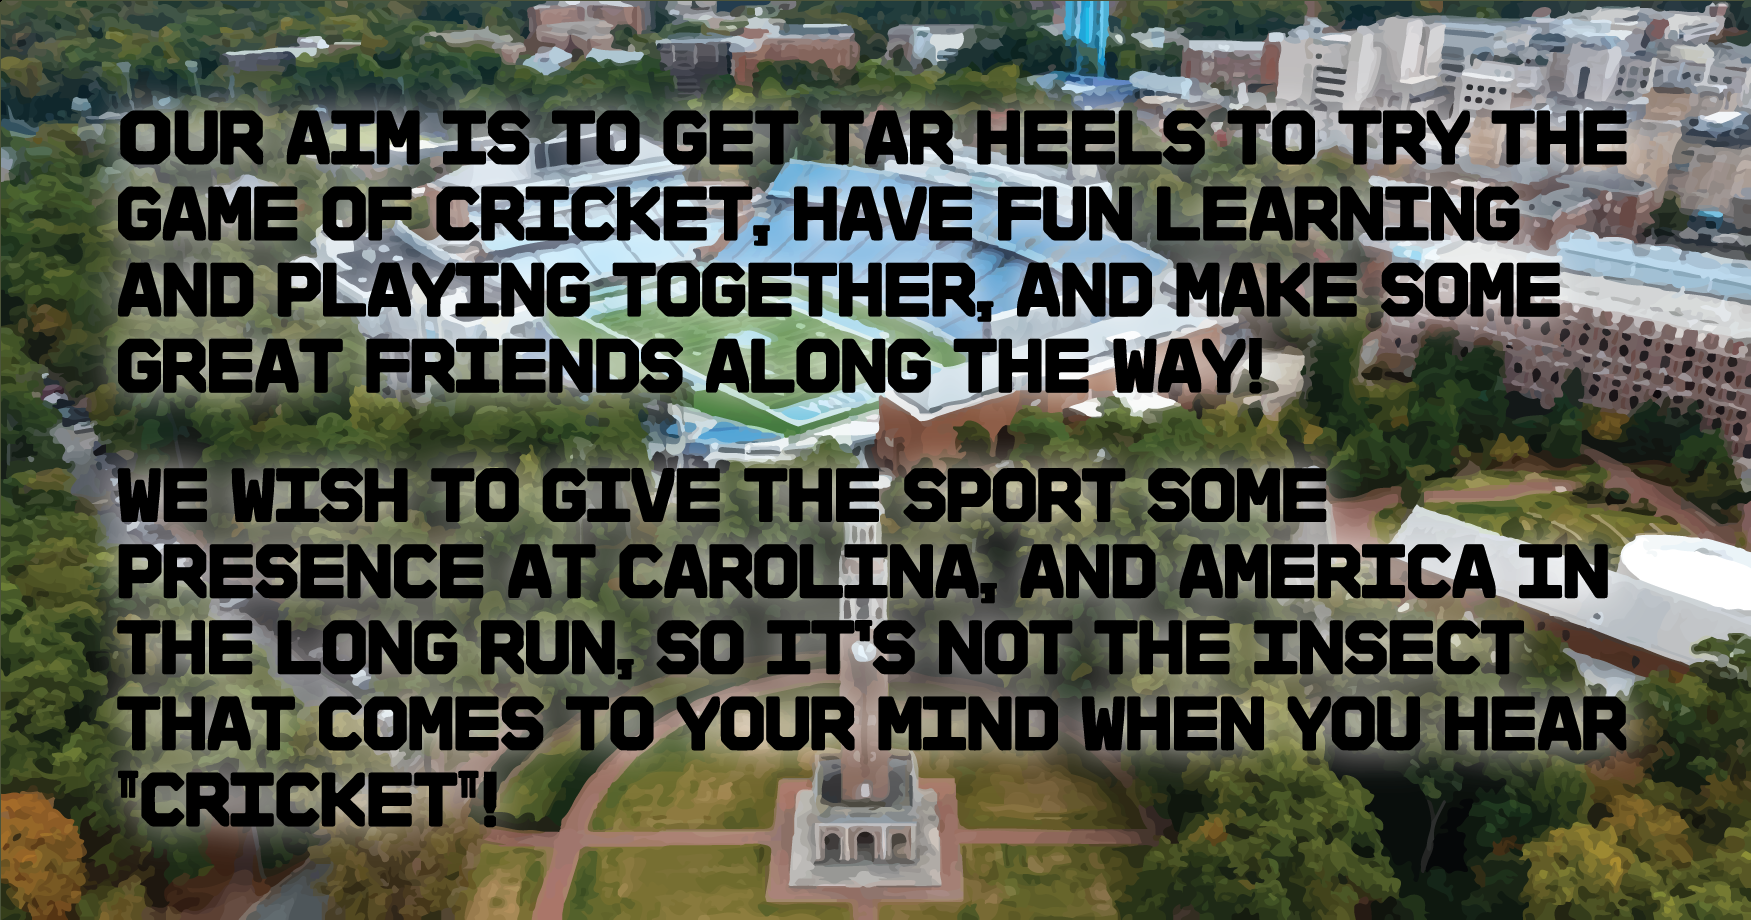 OUR AIM IS TO GET TAR HEELS TO TRY THE
GAME OF CRICKET, HAVE FUN LEARNING
AND PLAYING TOGETHER, AND MAKE SOME
GREAT FRIENDS ALONG THE WAY!
WE WISH TO GIVE THE SPORT SOME
PRESENCE AT CAROLINA, AND AMERICA IN
THE LONG RUN, SO IT'S NOT THE INSECT
THAT COMES TO YOUR MIND WHEN YOU HEAR
"CRICKET"!